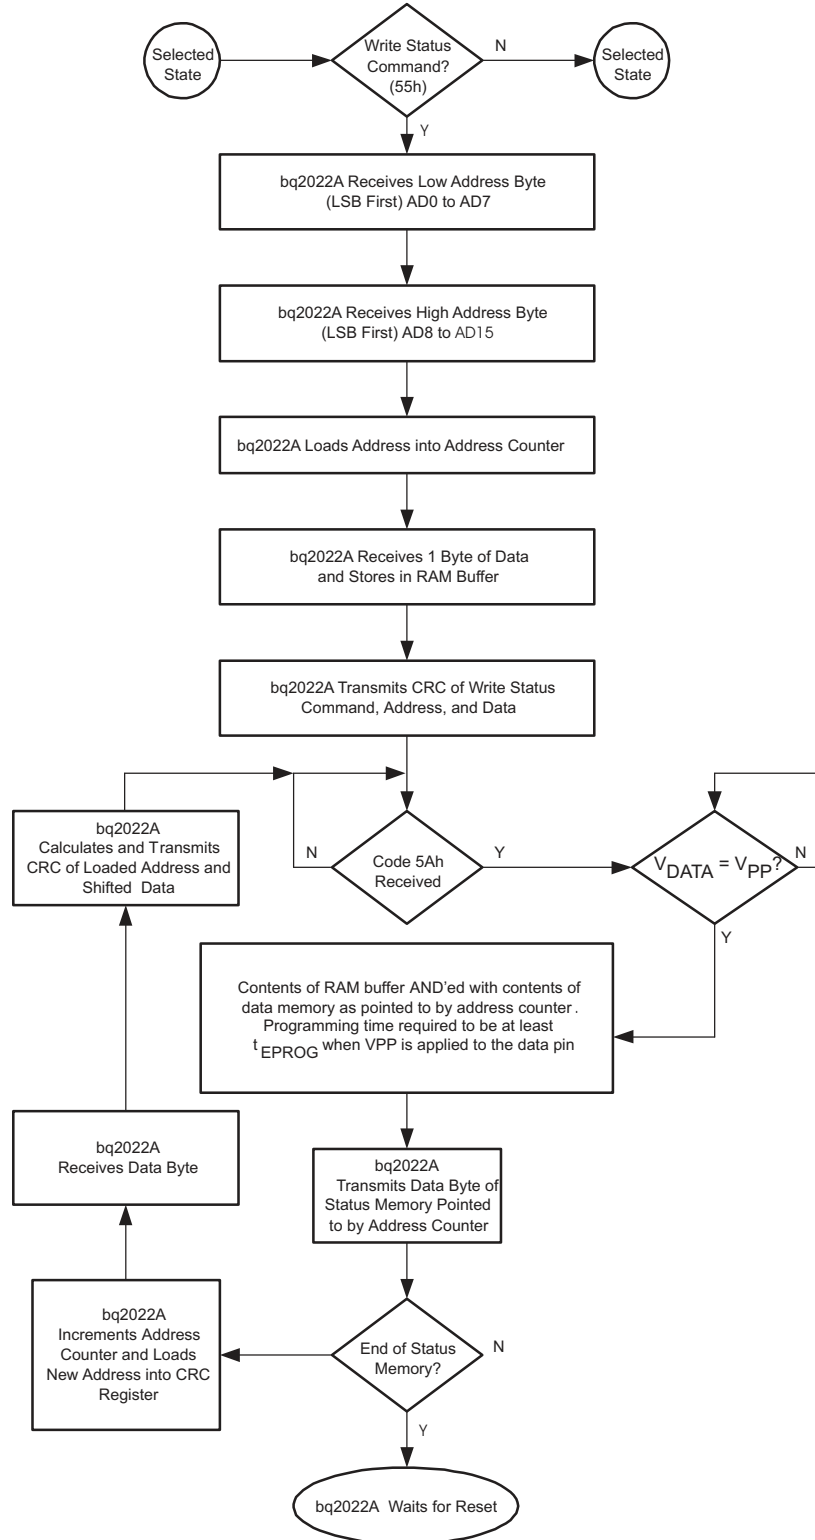 Selected
State
Write Status
Command?
(55h)
N
Selected
State
Y
bq2022A Receives Low Address Byte
(LSB First) AD0 to AD7
bq2022A Receives High Address Byte
(LSB First) AD8 to AD15
bq2022A Loads Address into Address Counter
bq2022A Receives 1 Byte of Data
and Stores in RAM Buffer
bq2022A Transmits CRC of Write Status
Command, Address, and Data
bq2022A
Calculates and Transmits
CRC of Loaded Address and
Shifted Data
N
Code 5Ah
Received
Y
VDATA = VPP?
N
Y
Contents of RAM buffer AND'ed with contents of
data memory as pointed to by address counter.
Programming time required to be at least
tEPROG when VPP is applied to the data pin
bq2022A
Receives Data Byte
bq2022A
Transmits Data Byte of
Status Memory Pointed
to by Address Counter
bq2022A
Increments Address
Counter and Loads
New Address into CRC
Register
End of Status
Memory?
N
Y
bq2022A Waits for Reset